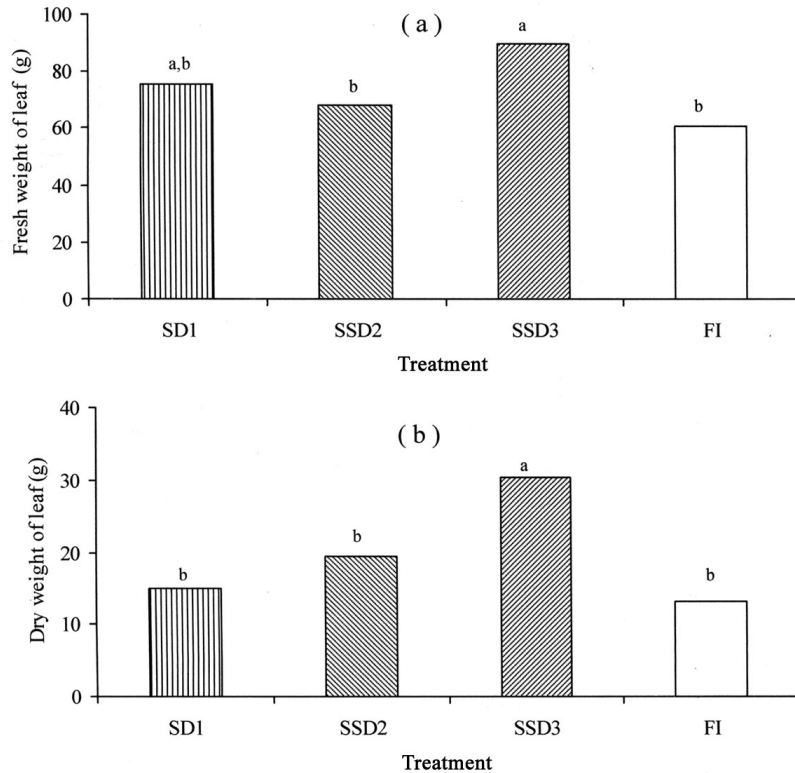 ( a )
Fresh weight of leaf (g)
100
80
60
40
20
0
a,b
b
a
b
SD1 SSD2 SSD3 FI
Treatment
( b )
Dry weight of leaf (g)
40
30
20
10
0
b
b
a
b
SD1 SSD2 SSD3 FI
Treatment